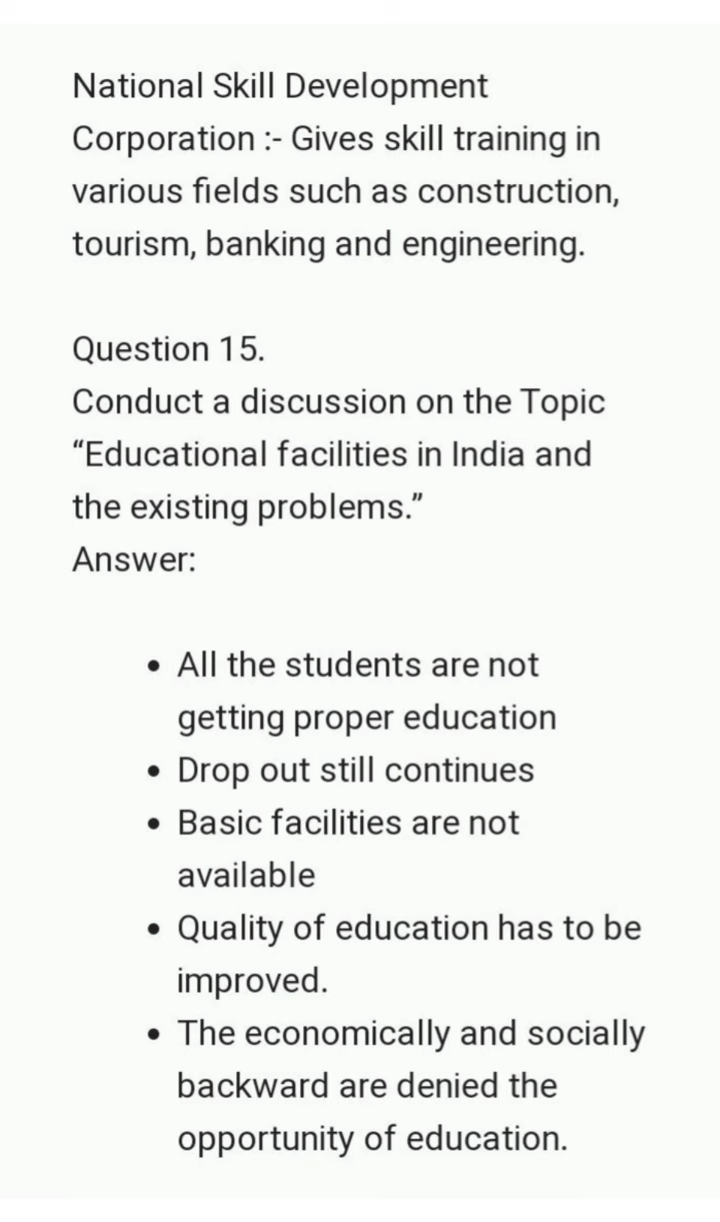 National Skill Development
Corporation :- Gives skill training in
various fields such as construction,
tourism, banking and engineering.
Question 15.
Conduct a discussion on the Topic
“Educational facilities in India and
the existing problems.”
Answer:
• All the students are not
getting proper education
• Drop out still continues
• Basic facilities are not
available
• Quality of education has to be
improved.
• The economically and socially
backward are denied the
opportunity of education.